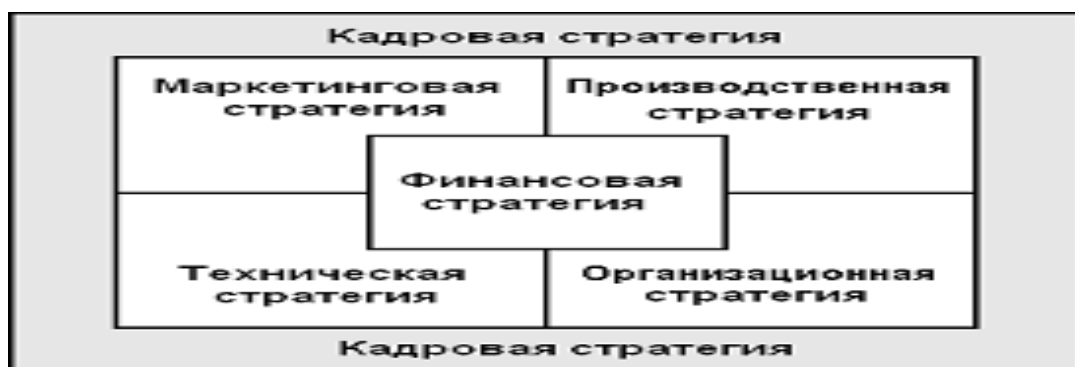 Кадровая стратегия
Маркетинговая
стратегия
Производственная
стратегия
Финансовая
стратегия
Техническая
стратегия
Организационная
стратегия
Кадровая стратегия